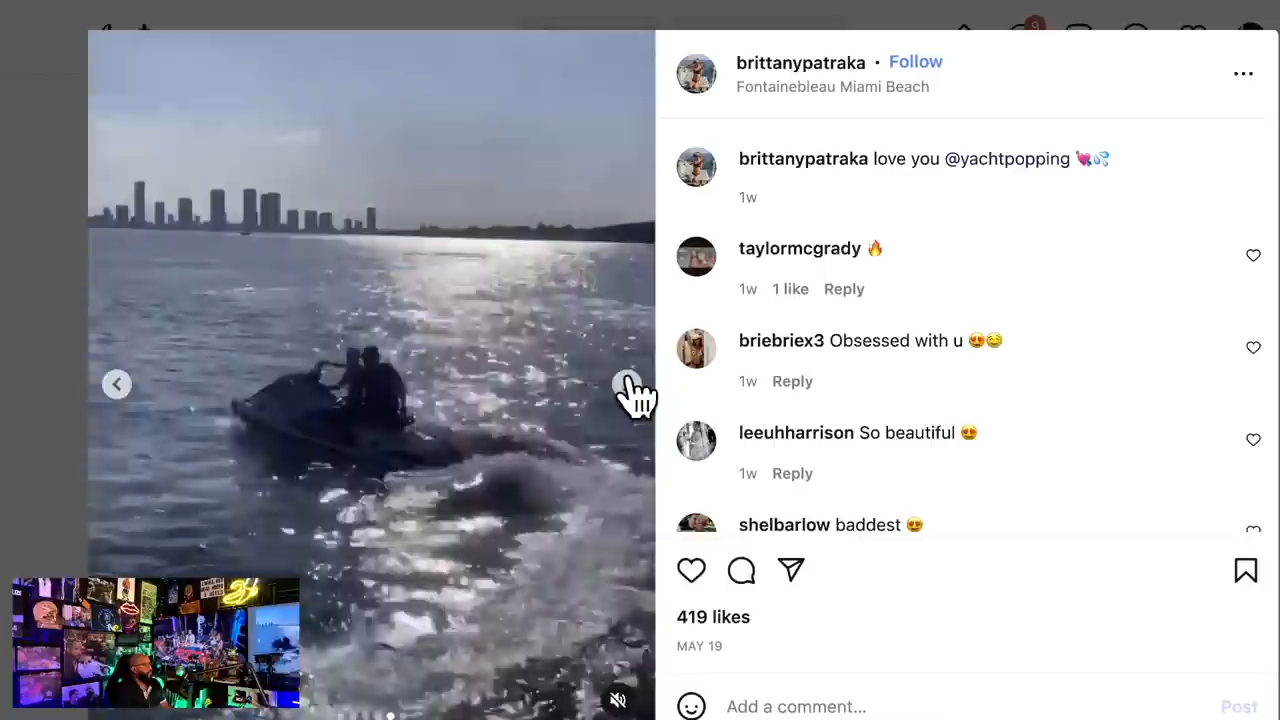 brittanypatraka • Follow
Fontainebleau Miami Beach
brittanypatraka love you @yachtpopping 💘💦
1w
taylormcgrady 🔥
1w 1 like Reply
briebriex3 Obsessed with u 😍🤤
1w Reply
leeuhharrison So beautiful 😍
1w Reply
shelbarlow baddest 😍
419 likes
MAY 19
Add a comment... Post
9